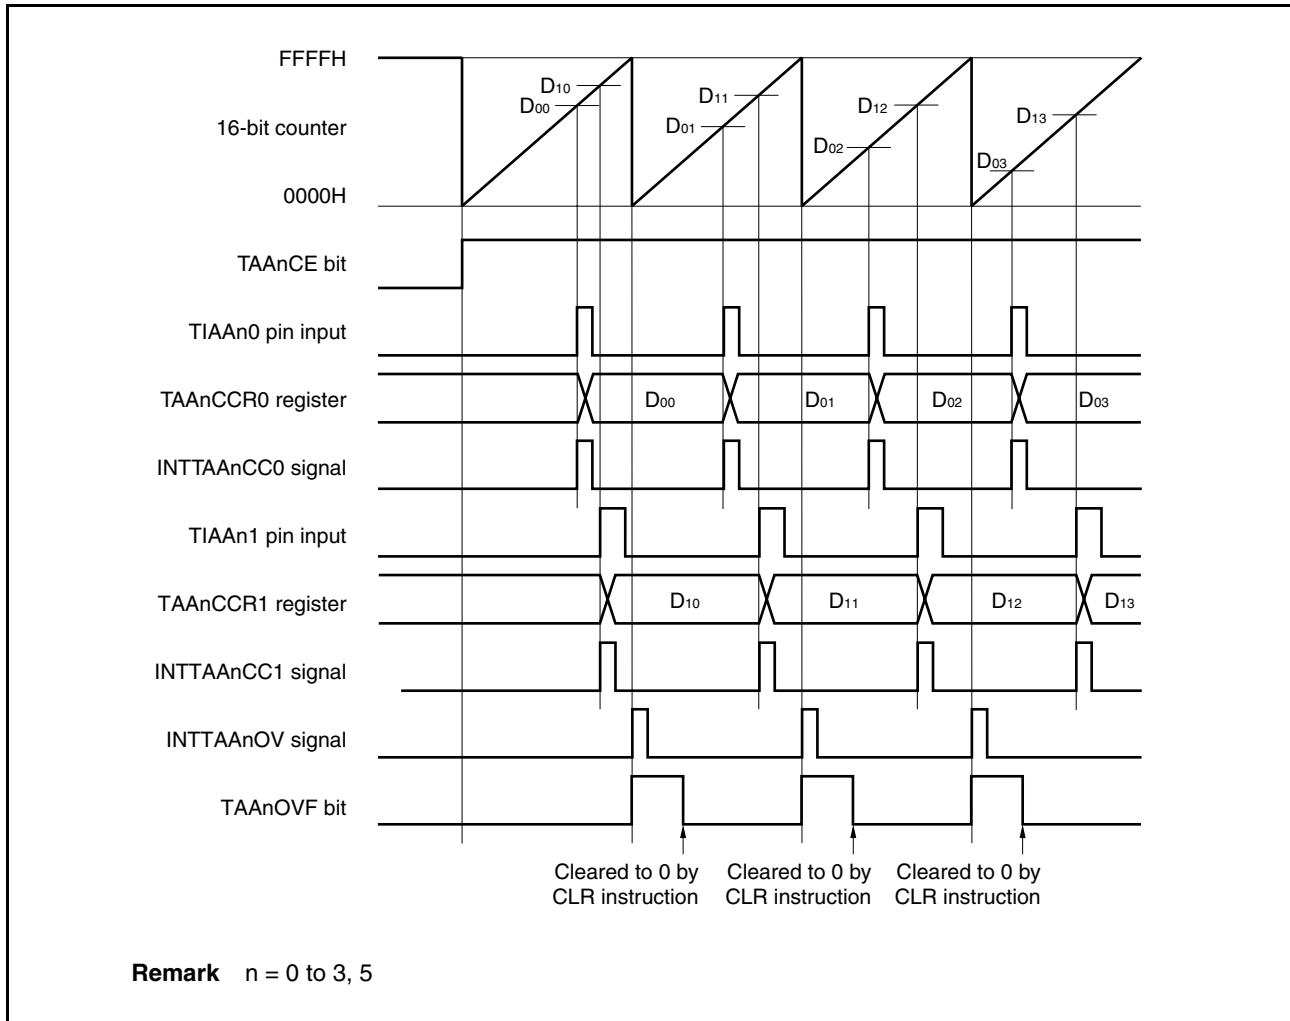 FFFFH
D10
D00
D11
D01
D12
D02
D13
D03
16-bit counter
0000H
TAAnCE bit
TIAAn0 pin input
TAAnCCR0 register
D00
D01
D02
D03
INTTAAnCC0 signal
TIAAn1 pin input
TAAnCCR1 register
D10
D11
D12
D13
INTTAAnCC1 signal
INTTAAnOV signal
TAAnOVF bit
Cleared to 0 by
CLR instruction
Cleared to 0 by
CLR instruction
Cleared to 0 by
CLR instruction
Remark n = 0 to 3, 5